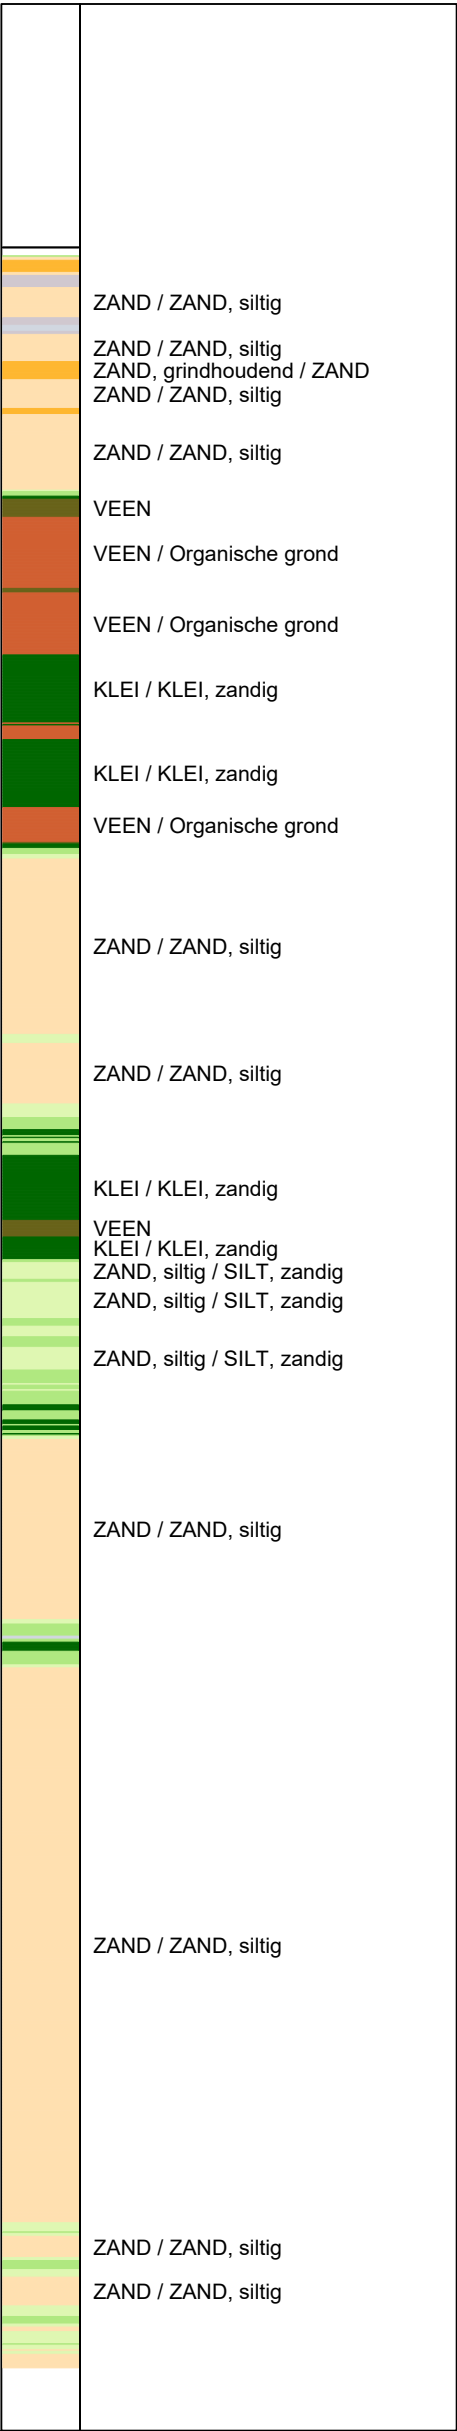 ZAND / ZAND, siltig
ZAND / ZAND, siltig
ZAND, grindhoudend / ZAND
ZAND / ZAND, siltig
ZAND / ZAND, siltig
VEEN
VEEN / Organische grond
VEEN / Organische grond
KLEI / KLEI, zandig
KLEI / KLEI, zandig
VEEN / Organische grond
ZAND / ZAND, siltig
ZAND / ZAND, siltig
KLEI / KLEI, zandig
VEEN
KLEI / KLEI, zandig
ZAND, siltig / SILT, zandig
ZAND, siltig / SILT, zandig
ZAND, siltig / SILT, zandig
ZAND / ZAND, siltig
ZAND / ZAND, siltig
ZAND / ZAND, siltig
ZAND / ZAND, siltig